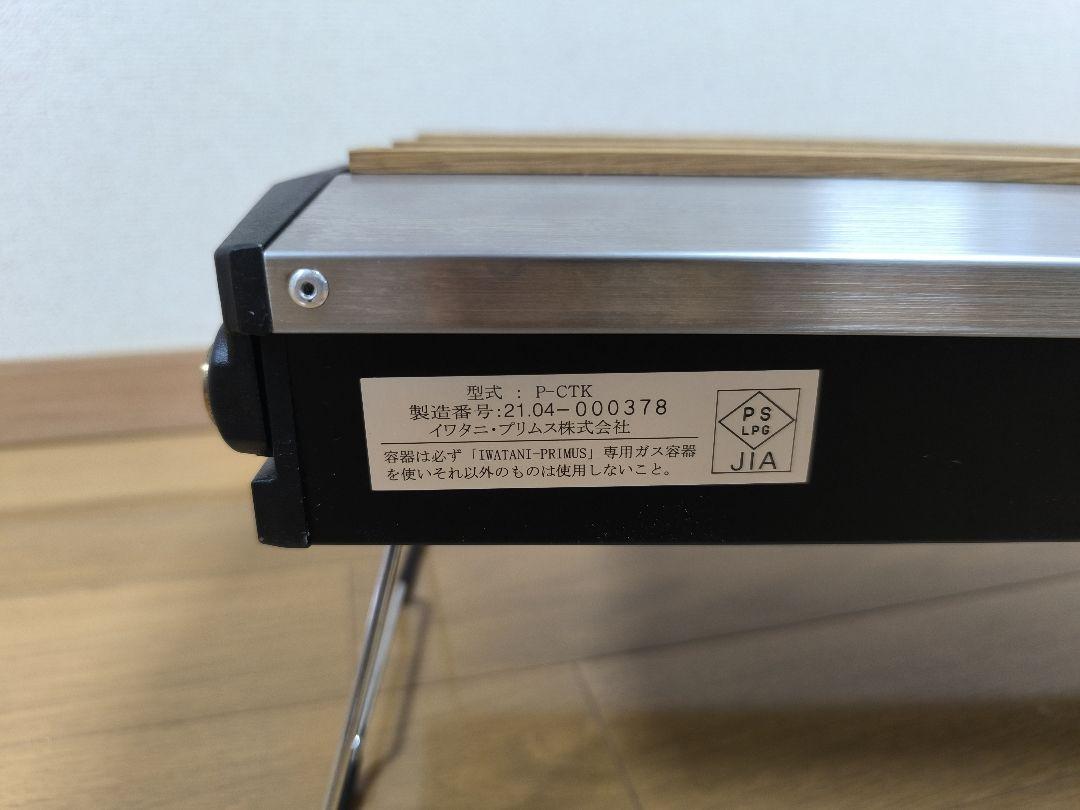 型式 : P-CTK
製造番号:21.04-000378
イワタニ・プリムス株式会社
容器は必ず「IWATANI-PRIMUS」専用ガス容器
を使いそれ以外のものは使用しないこと。
PS
LPG
JIA